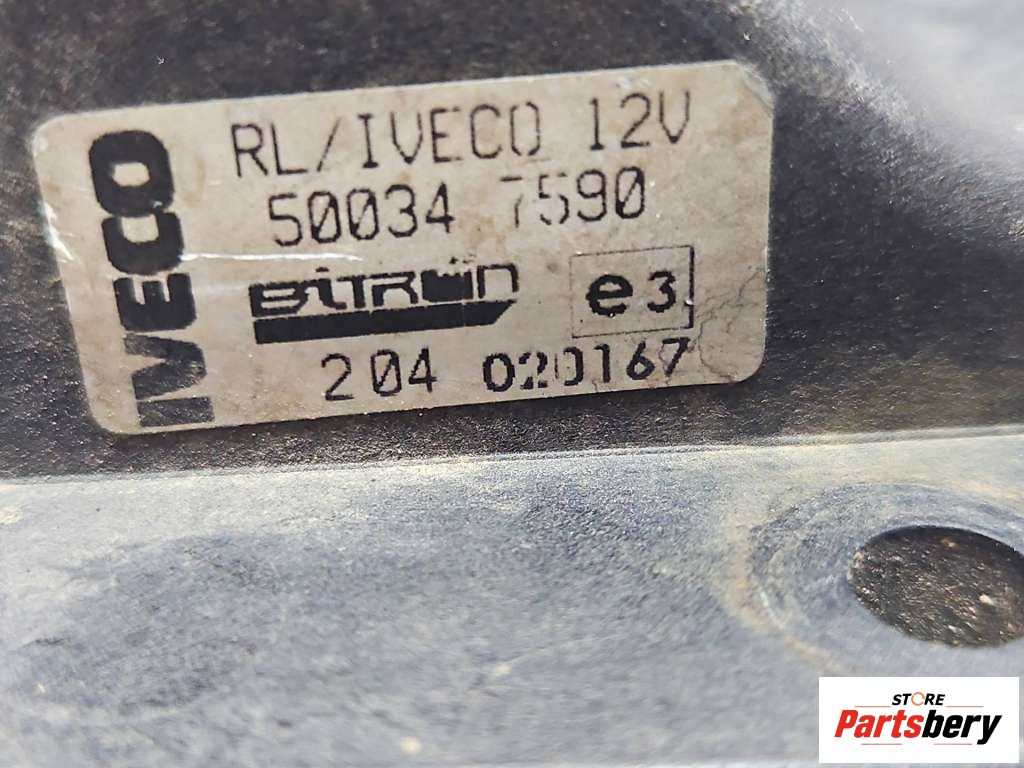 IVECO
RL/IVECO 12V
50034 7590
BITRON
e3
204 020167
STORE
Partsbery